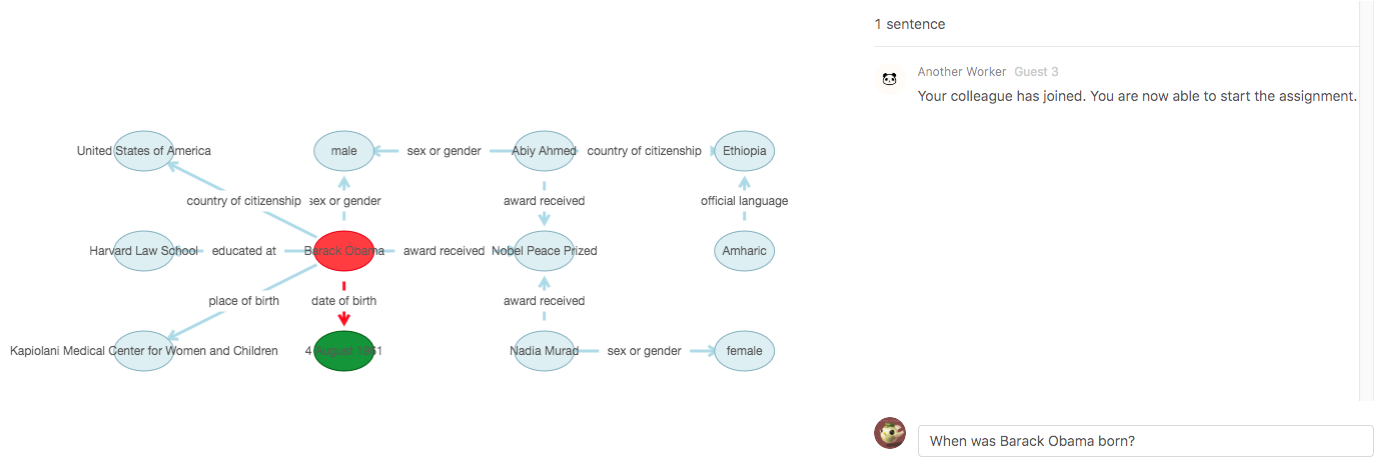 1 sentence
Another Worker Guest 3
Your colleague has joined. You are now able to start the assignment.
United States of America
male
sex or gender
Abiy Ahmed
country of citizenship
Ethiopia
country of citizenship
sex or gender
award received
official language
Harvard Law School
educated at
Barack Obama
award received
Nobel Peace Prized
Amharic
place of birth
date of birth
award received
Kapiolani Medical Center for Women and Children
4 August 1961
Nadia Murad
sex or gender
female
When was Barack Obama born?